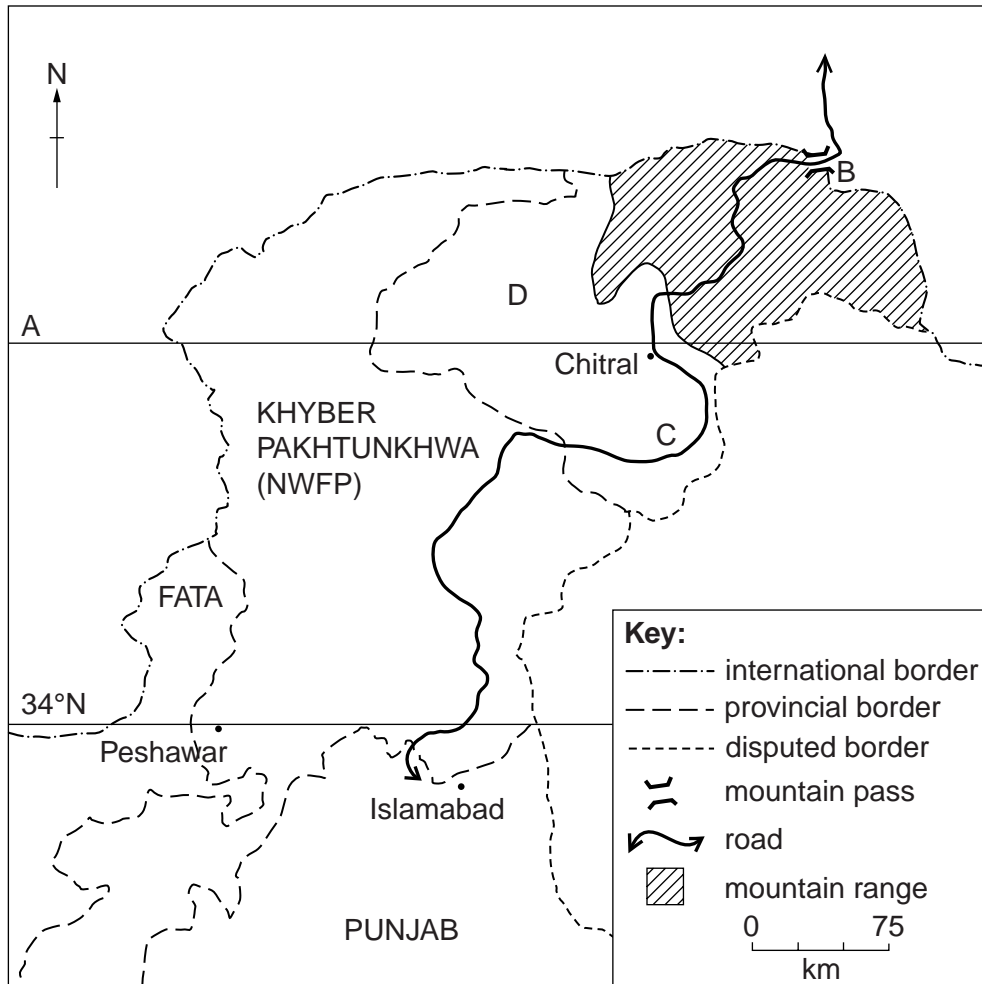 N
B
D
A
Chitral
KHYBER
PAKHTUNKHWA
(NWFP)
C
FATA
34°N
Peshawar
Islamabad
PUNJAB
Key:
international border
provincial border
disputed border
mountain pass
road
mountain range
0 75
km